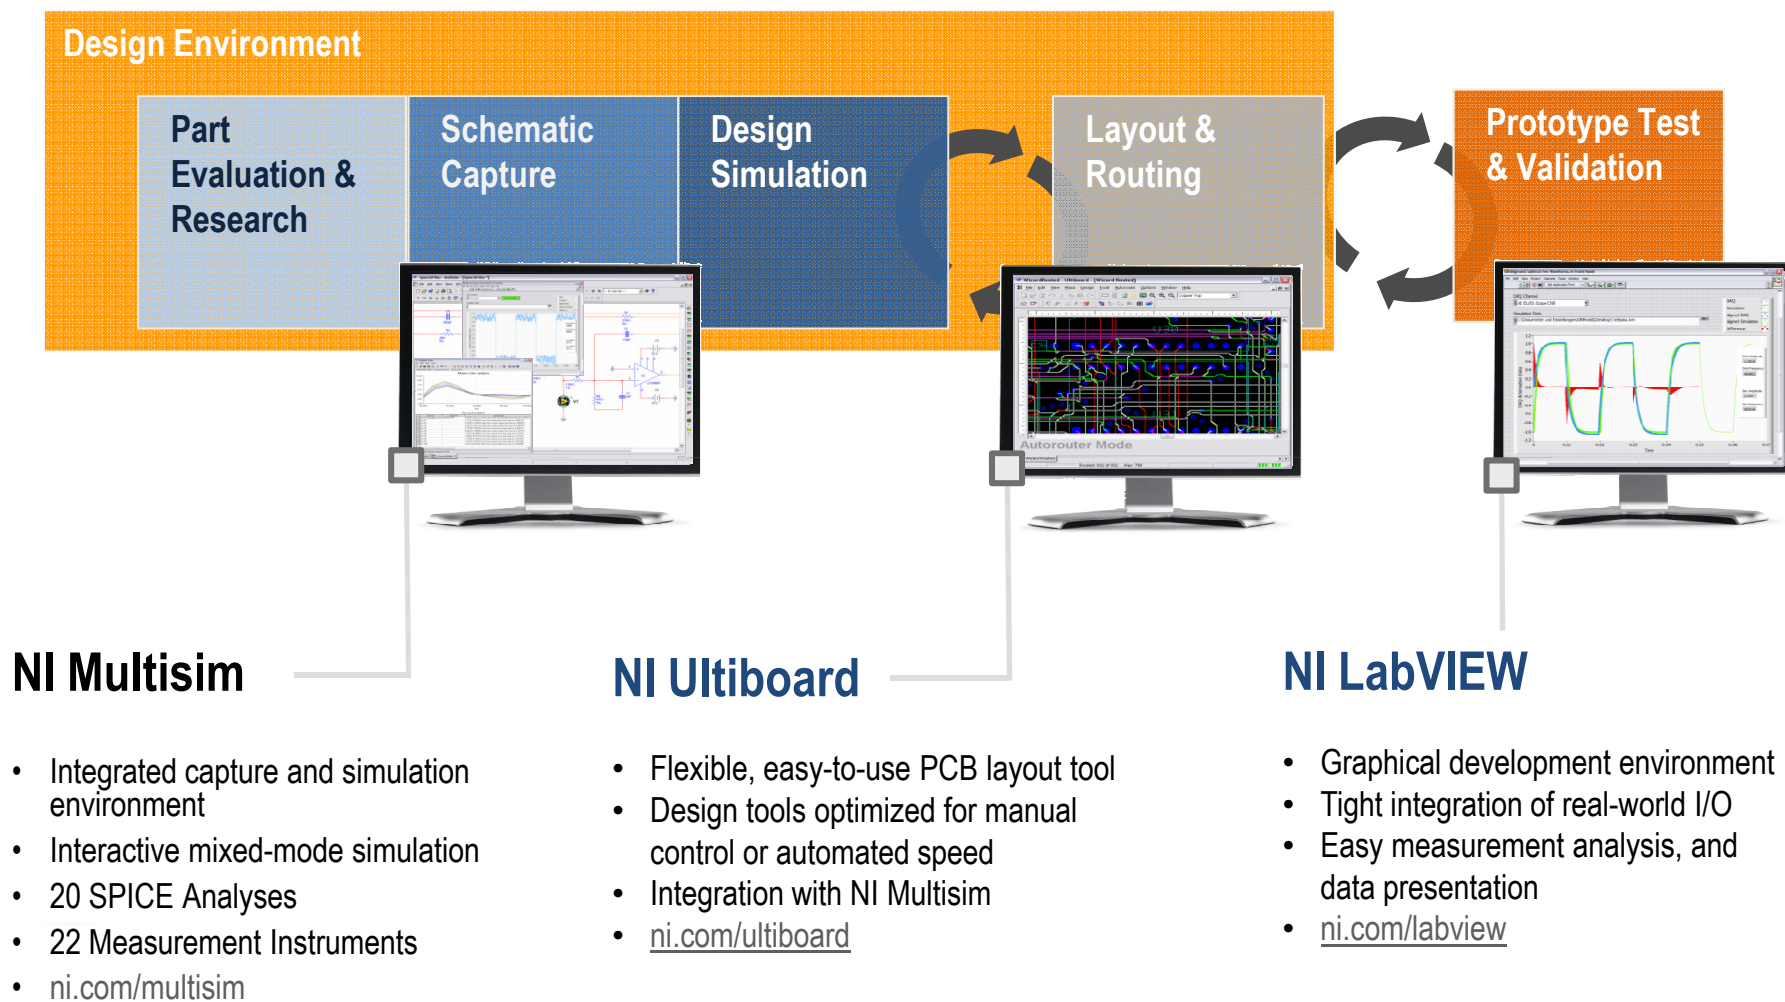 Design Environment
Part
Evaluation &
Research
Schematic
Capture
Design
Simulation
Layout &
Routing
Prototype Test
& Validation
Autorouter Mode
NI Multisim
• Integrated capture and simulation
environment
• Interactive mixed-mode simulation
• 20 SPICE Analyses
• 22 Measurement Instruments
• ni.com/multisim
NI Ultiboard
• Flexible, easy-to-use PCB layout tool
• Design tools optimized for manual
control or automated speed
• Integration with NI Multisim
• ni.com/ultiboard
NI LabVIEW
• Graphical development environment
• Tight integration of real-world I/O
• Easy measurement analysis, and
data presentation
• ni.com/labview